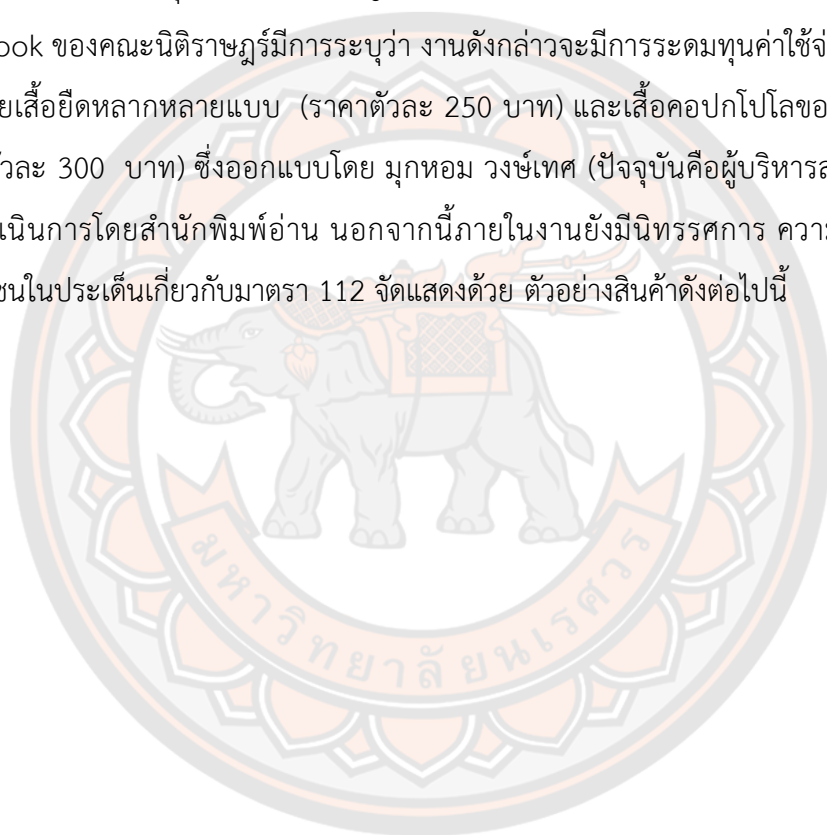 ook ของคณะนิติราษฎร์มีการระบุว่า งานดังกล่าวจะมีการระดมทุนค่าใช้จ่
ยเสื้อยืดหลากหลายแบบ (ราคาตัวละ 250 บาท) และเสื้อคอปกโปโลขอ
ัวละ 300 บาท) ซึ่งออกแบบโดย มุกหอม วงษ์เทศ (ปัจจุบันคือผู้บริหารส
เนินการโดยสำนักพิมพ์อ่าน นอกจากนี้ภายในงานยังมีนิทรรศการ ความ
ชนในประเด็นเกี่ยวกับมาตรา 112 จัดแสดงด้วย ตัวอย่างสินค้าดังต่อไปนี้
มหาวิทยาลัยนเรศวร